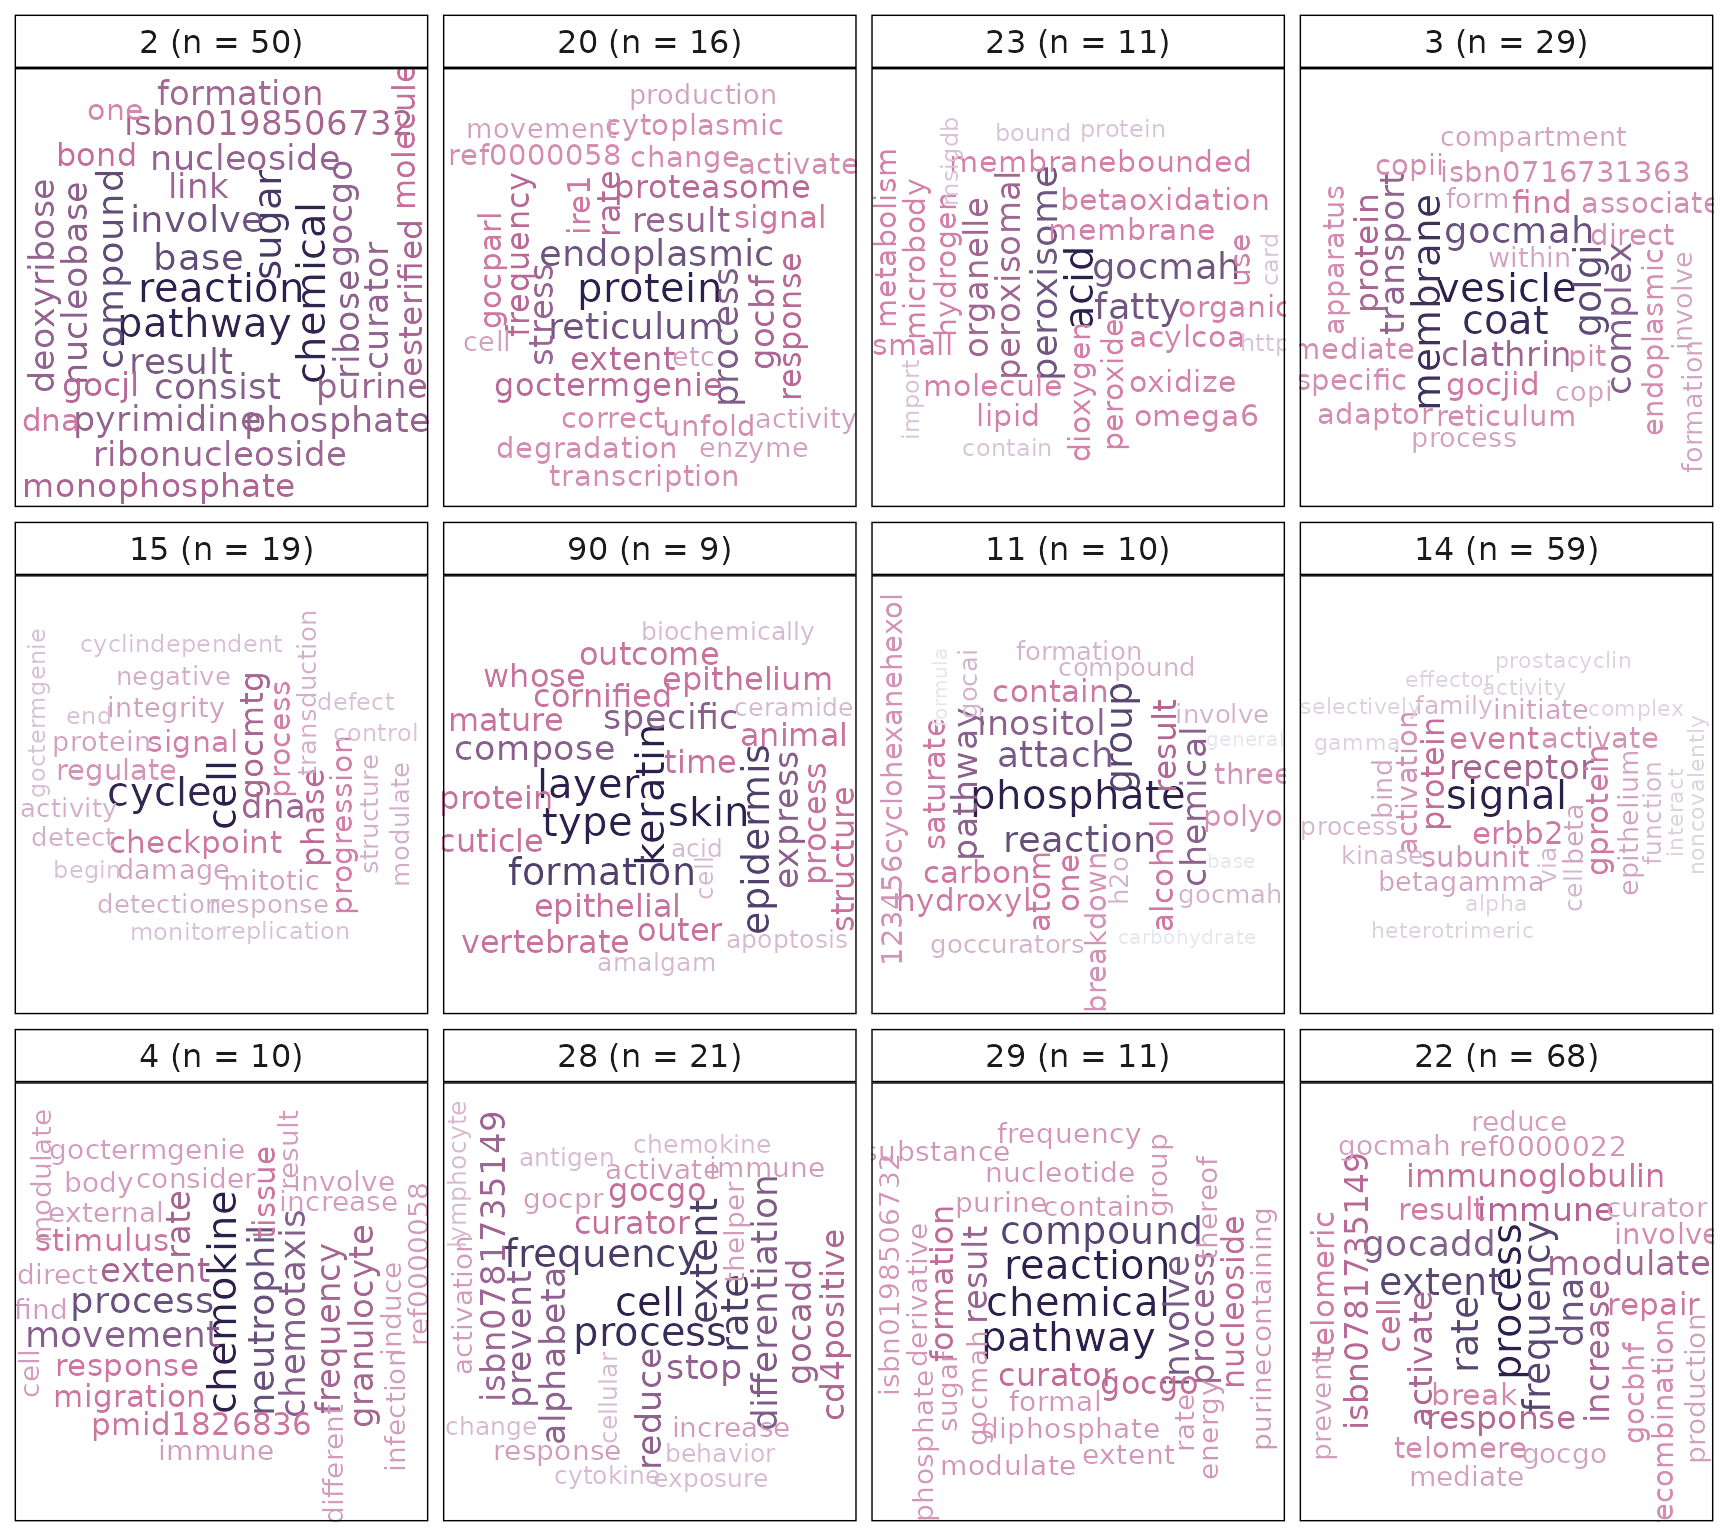 2 (n = 50)
formation
one
isbn0198506732
molecule
bond
nucleoside
link
sugar
gocgo
compound
nucleobase
deoxyribose
involve
base
chemical
curator
esterified
reaction
ribose
pathway
result
gocjl
consist
purine
dna
pyrimidine
phosphate
ribonucleoside
monophosphate
20 (n = 16)
production
movement
cytoplasmic
ref0000058
change
activate
ire1
rate
proteasome
frequency
gocparl
result
signal
endoplasmic
stress
process
gocbf
response
protein
reticulum
cell
extent
etc
goctermgenie
correct
unfold
activity
degradation
enzyme
transcription
23 (n = 11)
msigdb
bound
protein
metabolism
microbody
hydrogen
membranebounded
organelle
peroxisomal
peroxisome
betaoxidation
membrane
use
card
acid
gocmah
fatty
organic
small
acylcoa
http
import
molecule
dioxygen
peroxide
oxidize
lipid
omega6
contain
3 (n = 29)
compartment
copii
isbn0716731363
apparatus
protein
transport
form
find
associate
membrane
gocmah
direct
within
golgi
complex
endoplasmic
involve
vesicle
coat
mediate
clathrin
pit
formation
specific
gocjid
copi
adaptor
reticulum
process
15 (n = 19)
cyclindependent
transduction
goctermgenie
negative
gocmtg
process
end
integrity
defect
protein
signal
control
regulate
cycle
cell
dna
phase
progression
structure
modulate
activity
detect
checkpoint
begin
damage
mitotic
detection
response
monitor
replication
90 (n = 9)
biochemically
outcome
whose
epithelium
cornified
mature
specific
ceramide
compose
keratin
animal
time
layer
epidermis
express
process
structure
protein
type
skin
cuticle
acid
cell
formation
epithelial
outer
vertebrate
apoptosis
amalgam
11 (n = 10)
123456cyclohexanehexol
formula
gocai
formation
compound
contain
group
saturate
pathway
inositol
result
involve
attach
chemical
general
three
phosphate
polyol
reaction
carbon
atom
one
breakdown
h2o
alcohol
base
hydroxyl
gocmah
goccurators
carbohydrate
14 (n = 59)
prostacyclin
effector
activity
selectively
family
initiate
complex
gamma
activation
protein
event
activate
noncovalently
bind
receptor
gprotein
epithelium
function
interact
signal
process
erbb2
kinase
subunit
via
cellbeta
betagamma
alpha
heterotrimeric
4 (n = 10)
modulate
goctermgenie
tissue
result
body
consider
involve
external
rate
increase
stimulus
chemokine
neutrophil
chemotaxis
frequency
granulocyte
ref0000058
direct
extent
find
process
induce
movement
cell
response
migration
infection
pmid1826836
different
immune
28 (n = 21)
lymphocyte
isbn0781735149
antigen
chemokine
activate
immune
gocpr
gocgo
curator
thelper
frequency
extent
differentiation
activation
prevent
alphabeta
cell
rate
gocadd
cd4positive
process
cellular
reduce
stop
change
increase
response
behavior
cytokine
exposure
29 (n = 11)
frequency
substance
isbn0198506732
nucleotide
group
thereof
purine
contain
derivative
formation
result
compound
nucleoside
purinecontaining
reaction
involve
process
chemical
pathway
phosphate
sugar
gocmah
curator
gocgo
formal
rate
energy
diphosphate
extent
modulate
22 (n = 68)
reduce
gocmah
ref0000022
isbn0781735149
immunoglobulin
telomeric
result
immune
curator
gocadd
process
frequency
involve
modulate
extent
cell
activate
rate
dna
increase
repair
prevent
break
response
gocbhf
production
telomere
gocgo
mediate